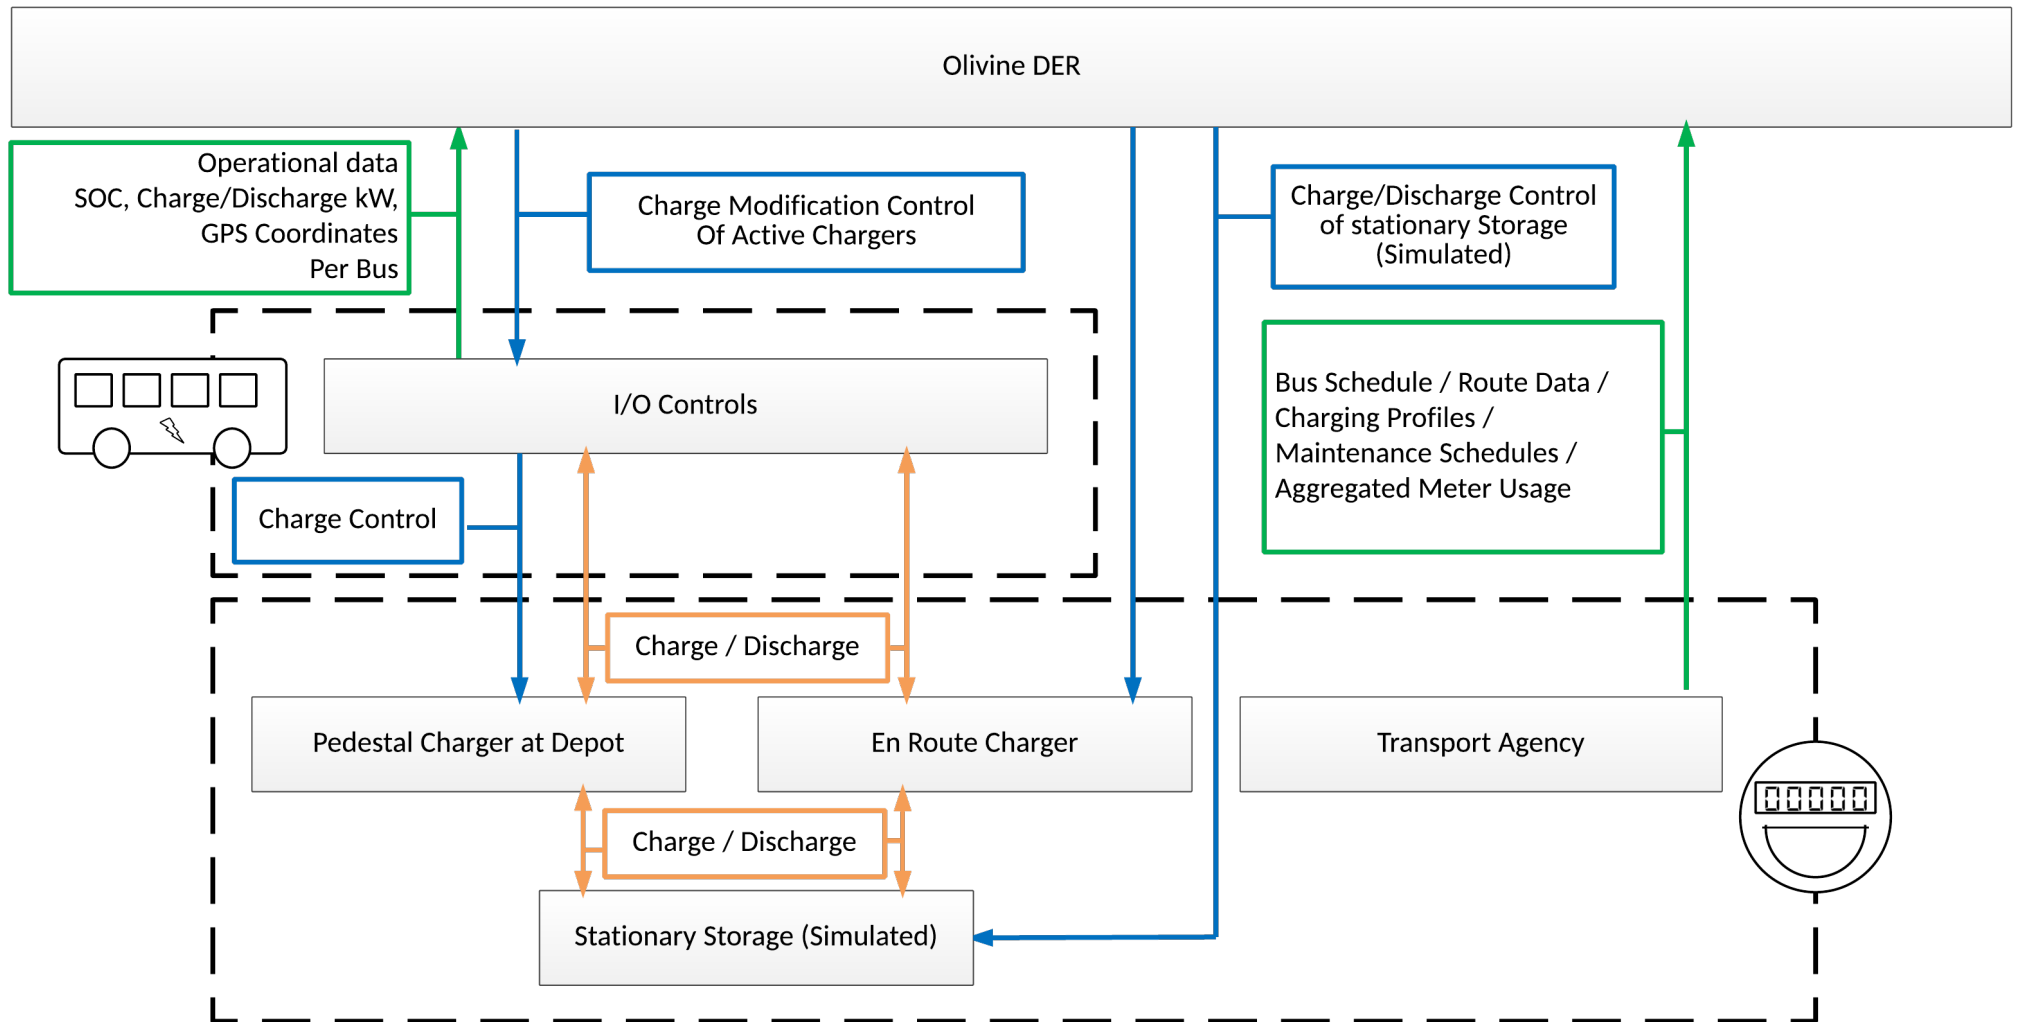 Olivine DER
Operational data
SOC, Charge/Discharge kW,
GPS Coordinates
Per Bus
Charge Modification Control
Of Active Chargers
Charge/Discharge Control
of stationary Storage
(Simulated)
I/O Controls
Bus Schedule / Route Data /
Charging Profiles /
Maintenance Schedules /
Aggregated Meter Usage
Charge Control
Charge / Discharge
Pedestal Charger at Depot
En Route Charger
Transport Agency
00000
Charge / Discharge
Stationary Storage (Simulated)